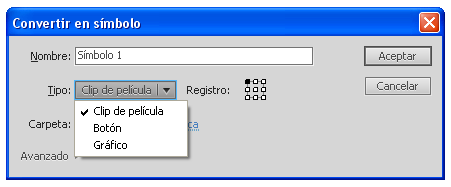 Convertir en símbolo
Nombre: Símbolo 1 Aceptar
Tipo: Clip de película Registro: Cancelar
Clip de película
Carpeta:
Botón
Gráfico
Avanzado